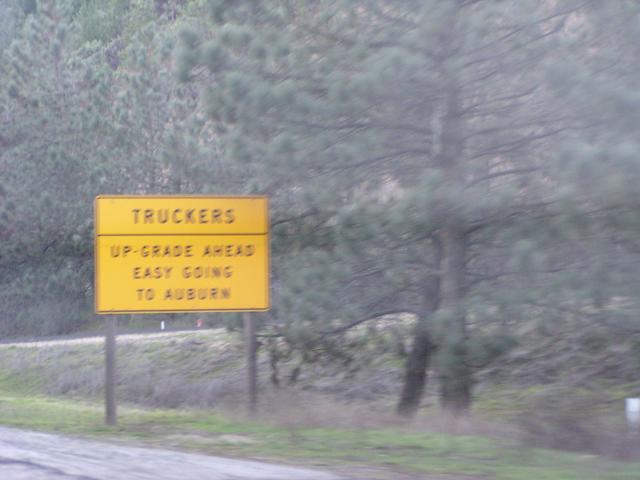 TRUCKERS
UP-GRADE AHEAD
EASY GOING
TO AUBURN